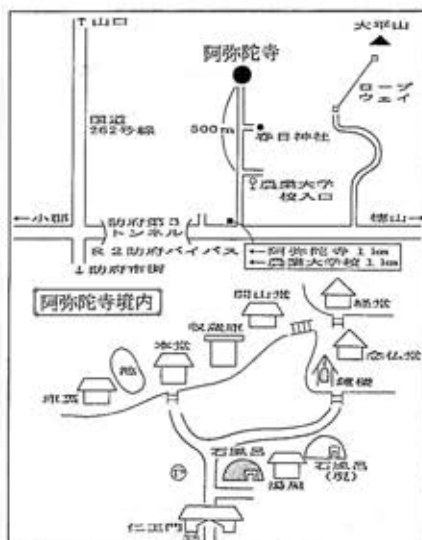 ↑山口
大平山
阿弥陀寺
ロープ
ウェイ
国道
262号線
500m
春日神社
農業大学
校入口
←小郡
防府第3
トンネル
R2防府バイパス
徳山→
←阿弥陀寺 1km
←農業大学校 1km
↓防府市街
阿弥陀寺境内
開山堂
経堂
収蔵庫
本堂
念仏堂
鐘楼
池
庫裏
石風呂
石風呂
湯屋
仁王門